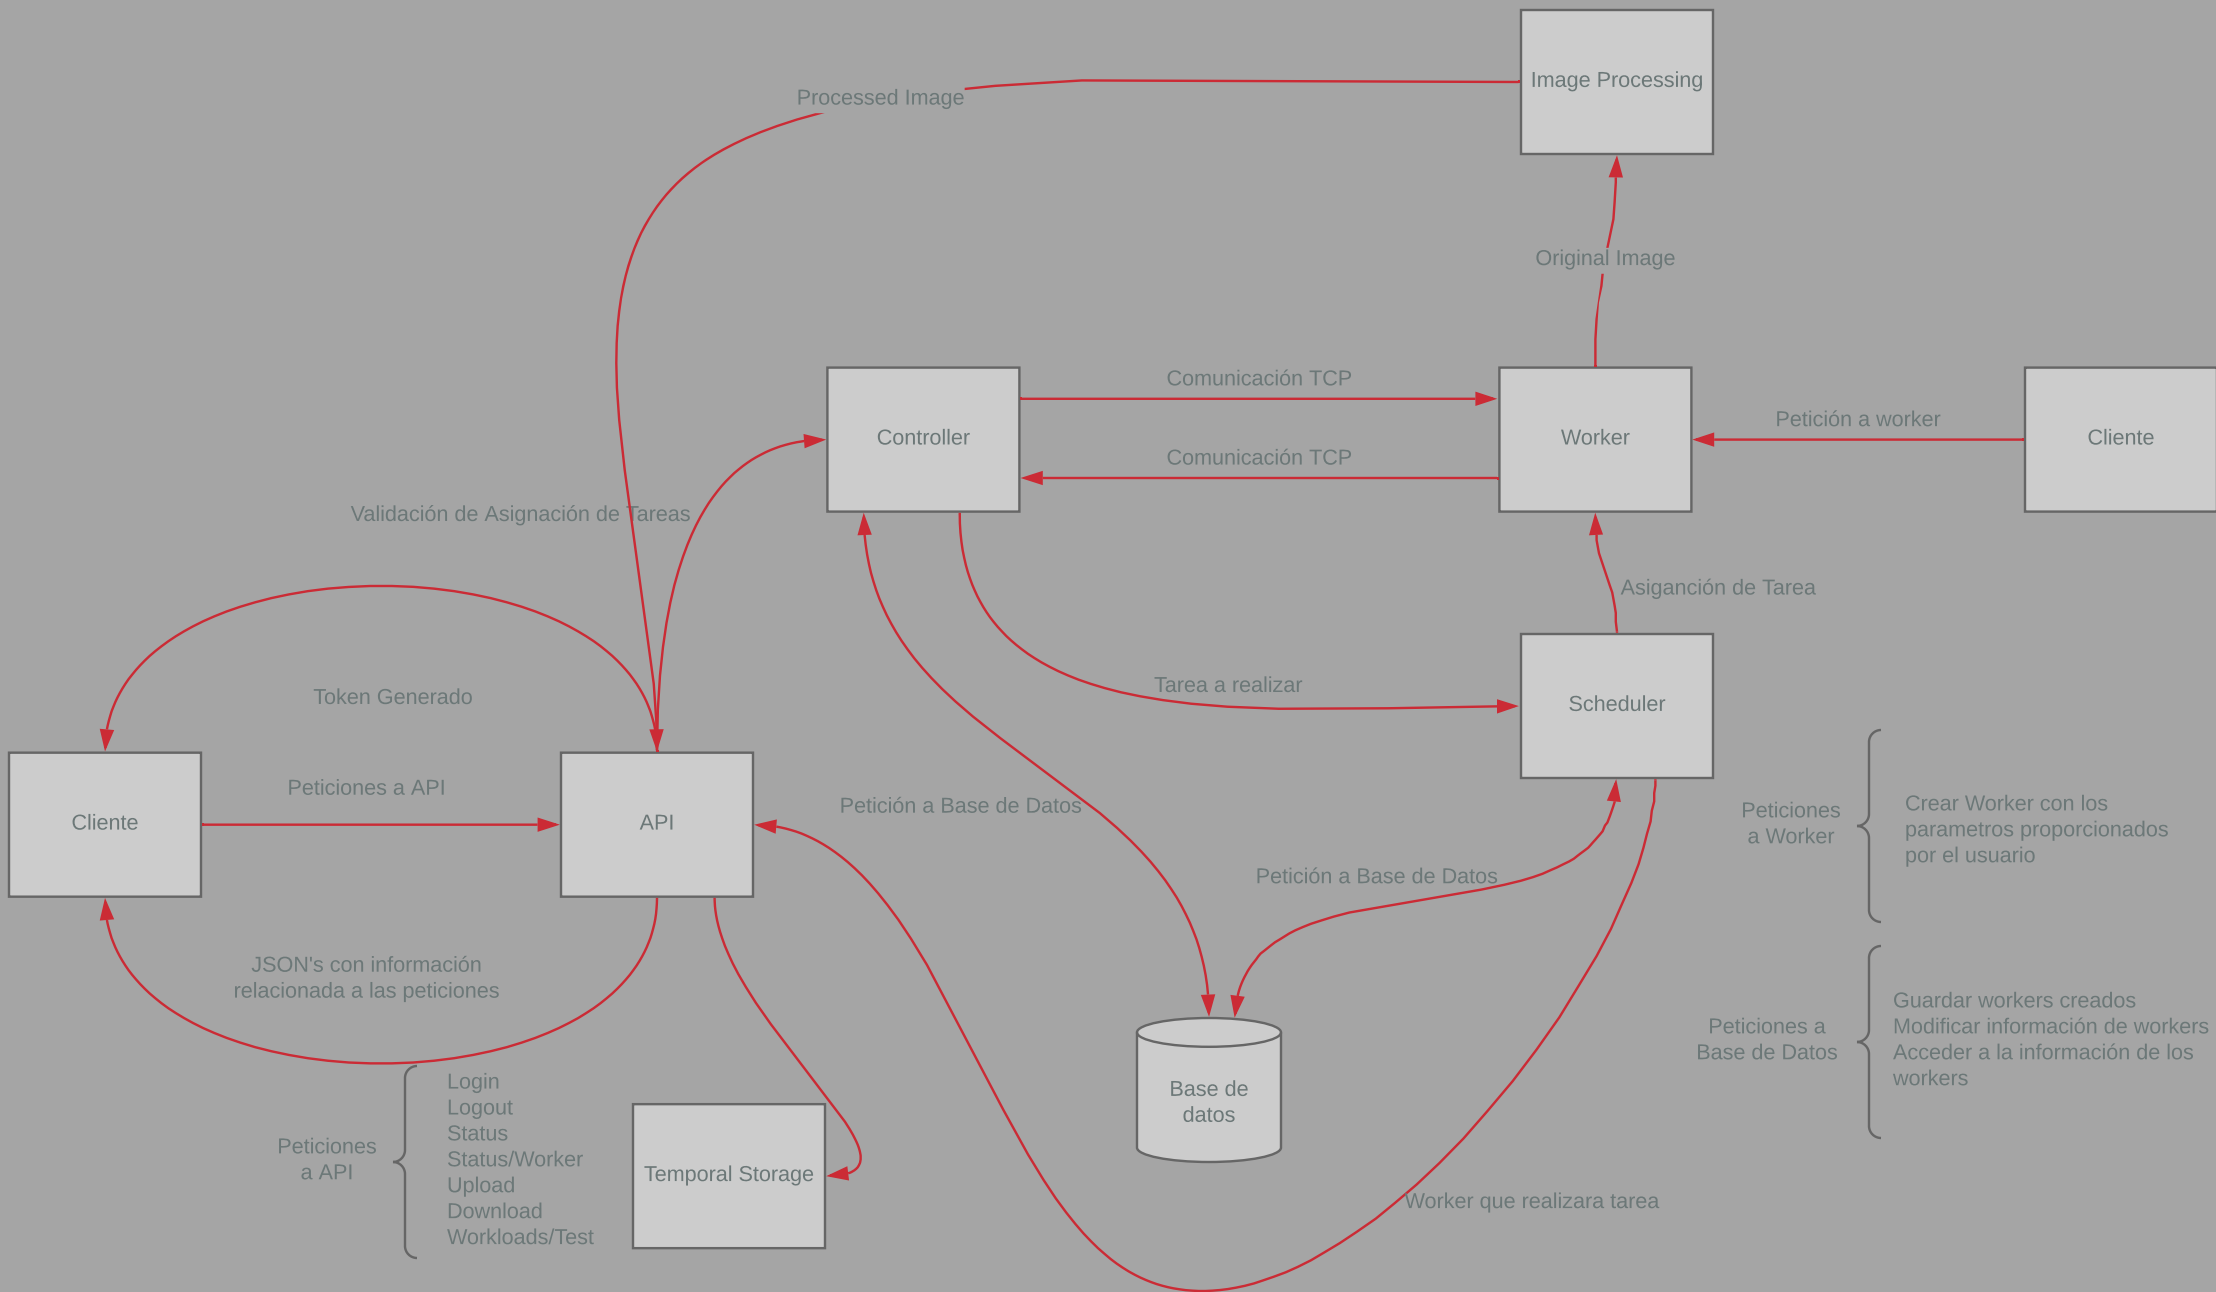 Image Processing
Processed Image
Original Image
Comunicación TCP
Controller
Worker
Petición a worker
Cliente
Comunicación TCP
Validación de Asignación de Tareas
Asigancción de Tarea
Token Generado
Tarea a realizar
Scheduler
Peticiones a API
Cliente
API
Petición a Base de Datos
Peticiones
a Worker
Crear Worker con los
parametros proporcionados
por el usuario
Petición a Base de Datos
JSON's con información
relacionada a las peticiones
Peticiones a
Base de Datos
Guardar workers creados
Modificar información de workers
Acceder a la información de los
workers
Base de
datos
Peticiones
a API
Login
Logout
Status
Status/Worker
Upload
Download
Workloads/Test
Temporal Storage
Worker que realizara tarea